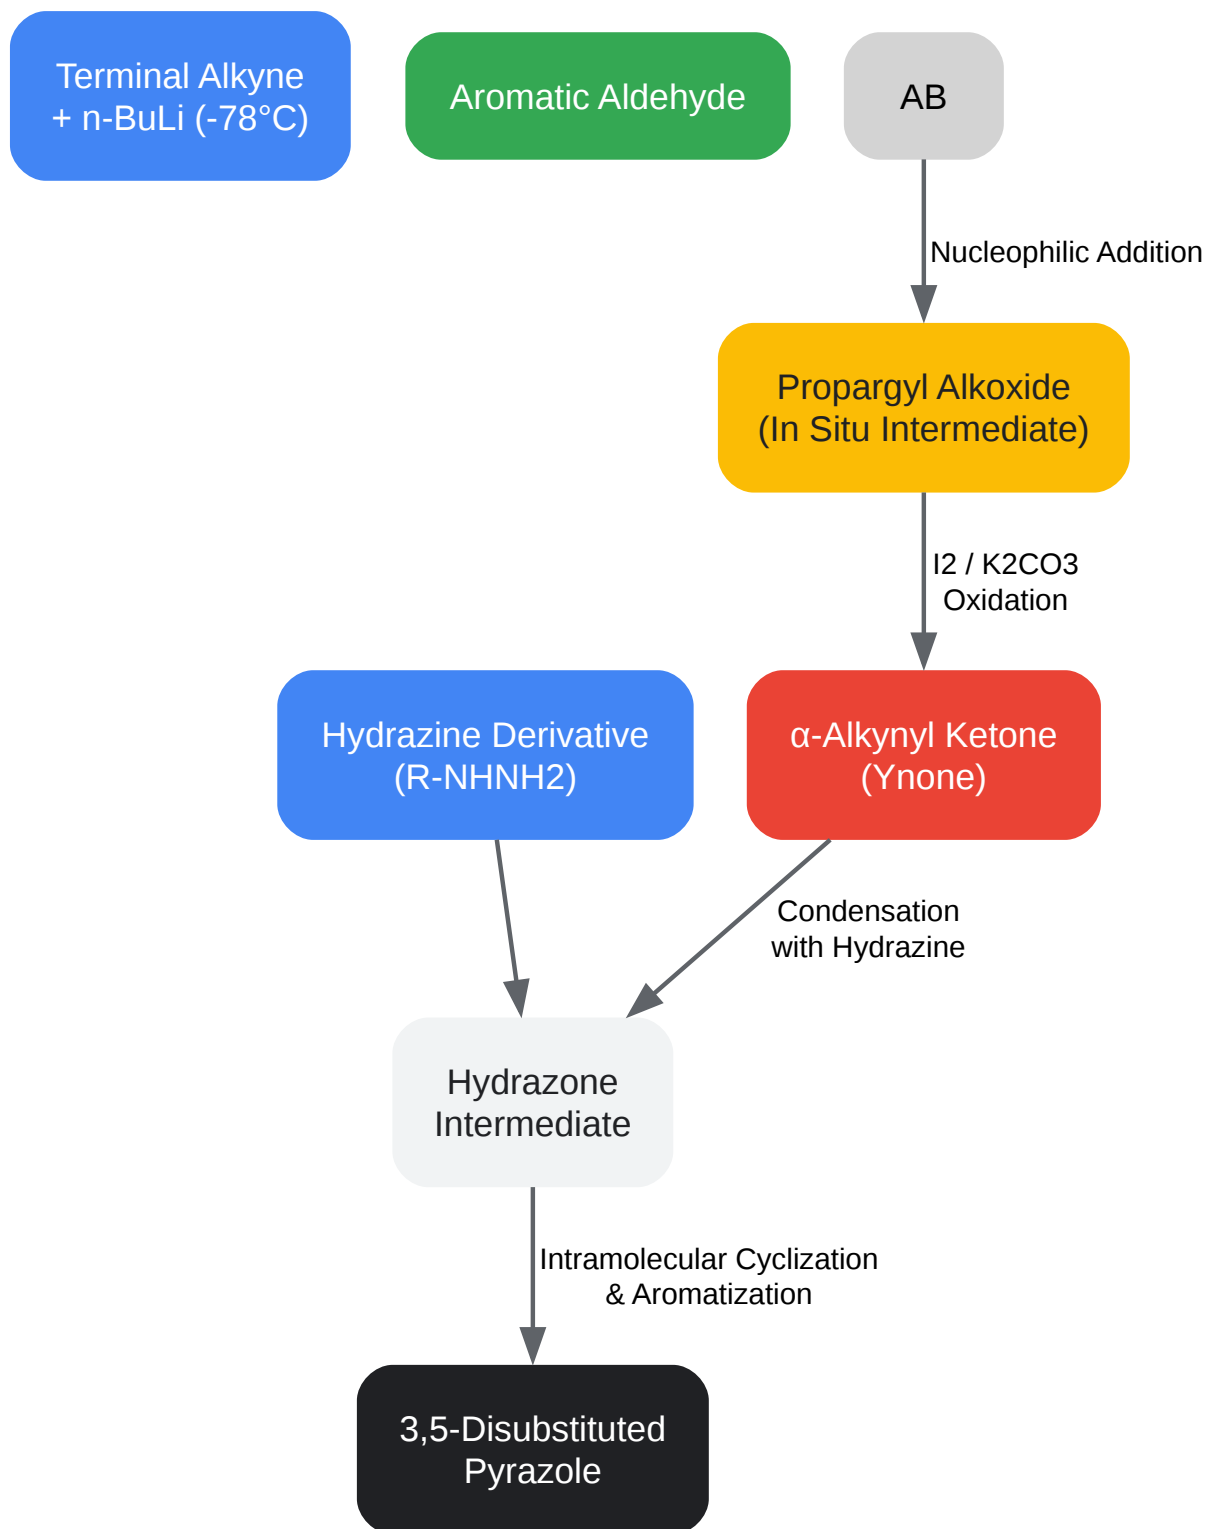 Terminal Alkyne
+ n-BuLi (-78°C)
Aromatic Aldehyde
AB
Nucleophilic Addition
Propargyl Alkoxide
(In Situ Intermediate)
I2 / K2CO3
Oxidation
Hydrazine Derivative
(R-NHNH2)
α-Alkynyl Ketone
(Ynone)
Condensation
with Hydrazine
Hydrazone
Intermediate
Intramolecular Cyclization
& Aromatization
3,5-Disubstituted
Pyrazole